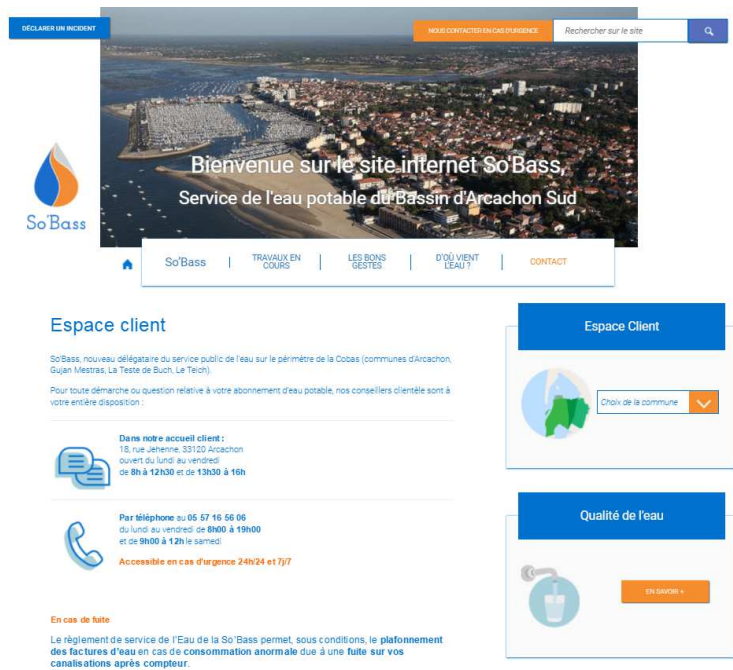 DÉCLARER UN INCIDENT
NOUS CONTACTER EN CAS D'URGENCE
Rechercher sur le site
Bienvenue sur le site internet So'Bass,
Service de l'eau potable du Bassin d'Arcachon Sud
So'Bass
So'Bass
TRAVAUX EN
COURS
LES BONS
GESTES
D'OÙ VIENT
L'EAU ?
CONTACT
Espace client
So'Bass, nouveau délégataire du service public de l'eau sur le périmètre de la Cobas (communes d'Arcachon,
Gujan Mestras, La Teste de Buch, Le Teich).
Pour toute démarche ou question relative à votre abonnement d'eau potable, nos conseillers clientèle sont à
votre entière disposition :
Dans notre accueil client :
18, rue Jehenne, 33120 Arcachon
ouvert du lundi au vendredi
de 8h à 12h30 et de 13h30 à 16h
Par téléphone au 05 57 16 56 06
du lundi au vendredi de 8h00 à 19h00
et de 9h00 à 12h le samedi
Accessible en cas d'urgence 24h/24 et 7j/7
En cas de fuite
Le règlement de service de l'Eau de la So'Bass permet, sous conditions, le plafonnement
des factures d'eau en cas de consommation anormale due à une fuite sur vos
canalisations après compteur.
Espace Client
Choix de la commune
Qualité de l'eau
EN SAVOIR +